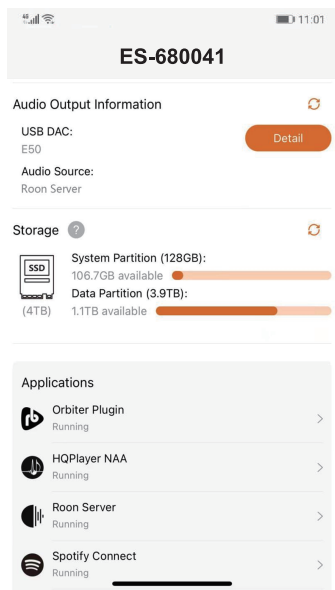 4G
11:01
ES-680041
Audio Output Information
USB DAC:
Detail
E50
Audio Source:
Roon Server
Storage ?
System Partition (128GB):
SSD
106.7GB available
Data Partition (3.9TB):
(4TB)
1.1TB available
Applications
Orbiter Plugin
Running
HQPlayer NAA
Running
Roon Server
Running
Spotify Connect
Running